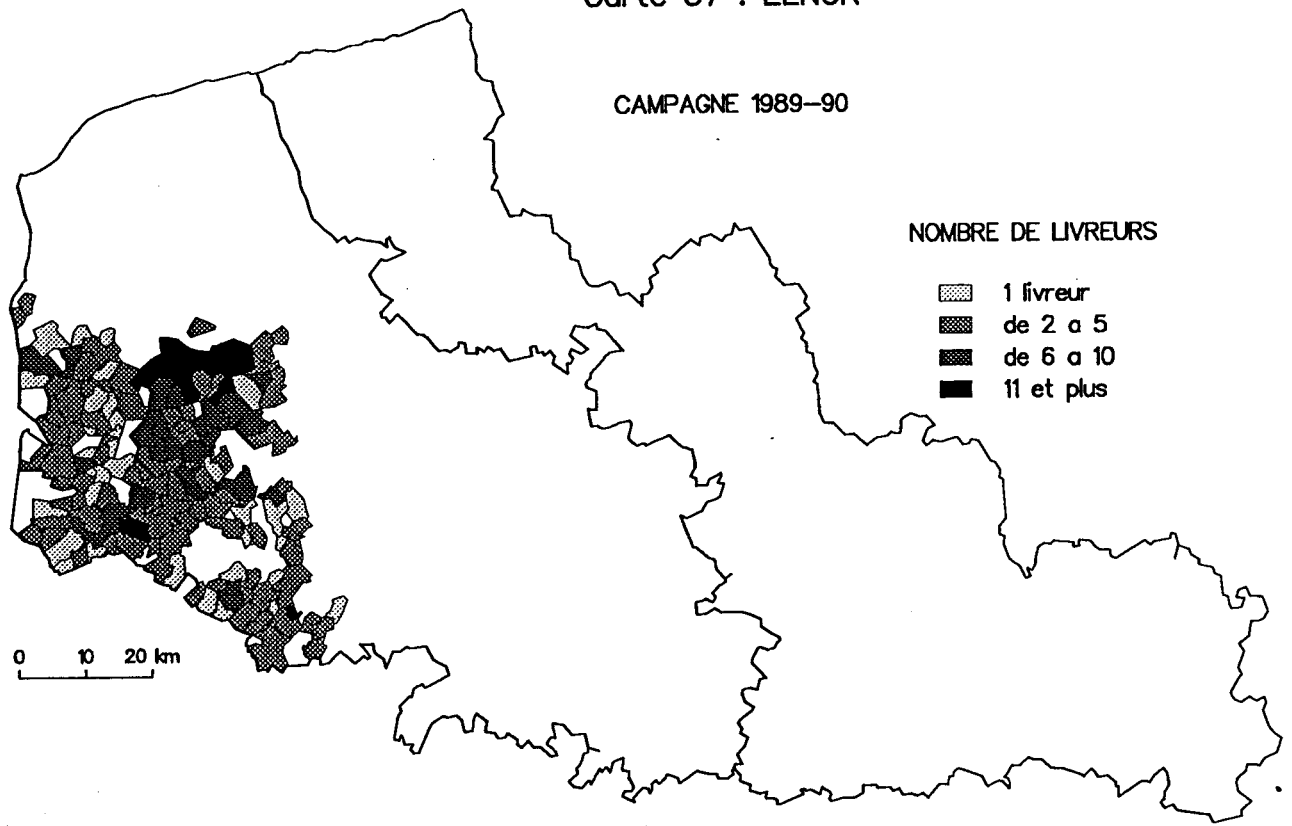 CAMPAGNE 1989-90
NOMBRE DE LIVREURS
1 livreur
de 2 a 5
de 6 a 10
11 et plus
0 10 20 km